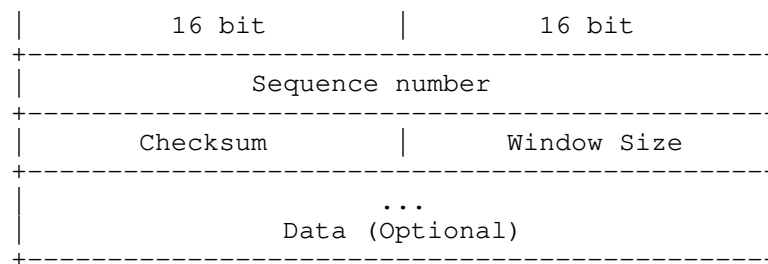 16 bit 16 bit
Sequence number
Checksum Window Size
...
Data (Optional)